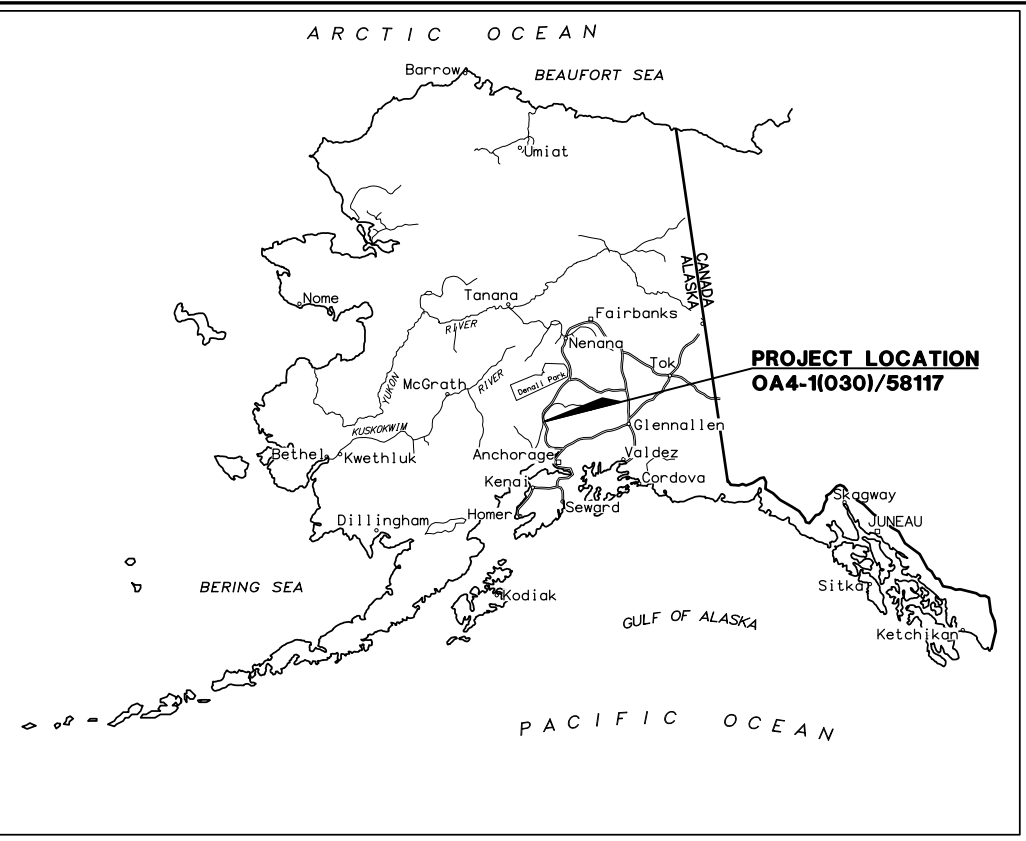 ARCTIC OCEAN
Barrow
BEAUFORT SEA
Umiat
CANADA
ALASKA
Nome
Tanana
Fairbanks
RIVER
Nenana
PROJECT LOCATION
Tok
OA4-1(030)/58117
McGrath
RIVER
Denali Park
YUKON
KUSKOKWIM
Glennallen
Bethel
Kwethluk
Anchorage
Valdez
Kenai
Cordova
Skagway
Homer
Seward
Dillingham
JUNEAU
BERING SEA
Sitka
Kodiak
GULF OF ALASKA
Ketchikan
PACIFIC OCEAN